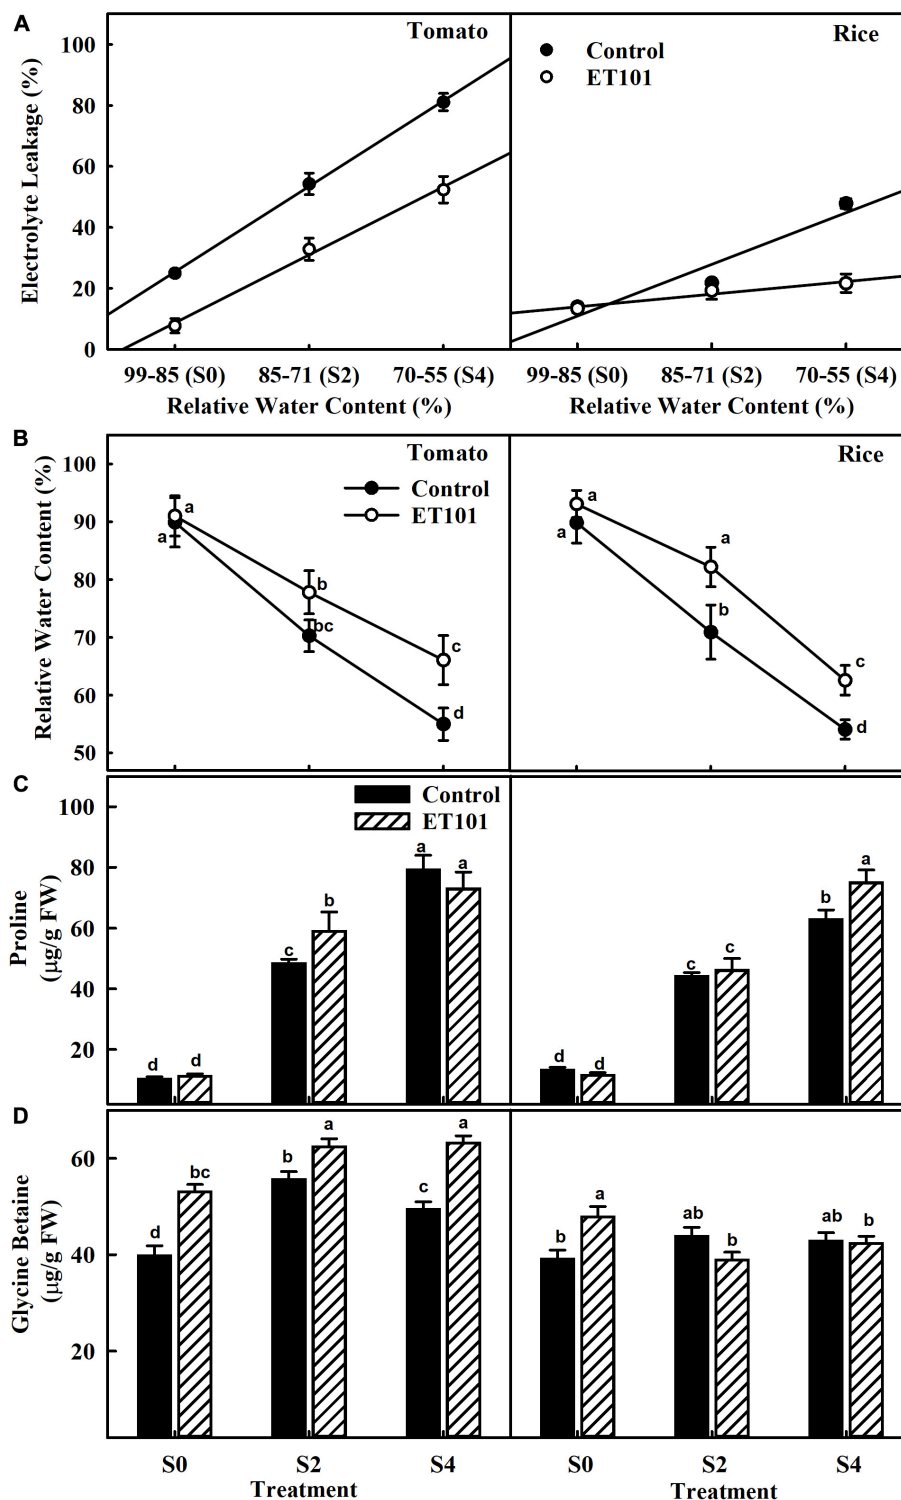 A
Tomato
Rice
Control
ET101
Electrolyte Leakage (%)
100
80
60
40
20
0
99-85 (S0) 85-71 (S2) 70-55 (S4)
99-85 (S0) 85-71 (S2) 70-55 (S4)
Relative Water Content (%)
Relative Water Content (%)
B
Tomato
Rice
Control
ET101
Relative Water Content (%)
100
90
80
70
60
50
a
a
b
bc
c
d
a
a
a
b
c
d
C
Control
ET101
Proline
(μg/g FW)
100
80
60
40
20
d d c b a a
d d c c b a
D
Glycine Betaine
(μg/g FW)
60
40
20
d bc b a c a
b a ab b ab b
S0 S2 S4
S0 S2 S4
Treatment
Treatment